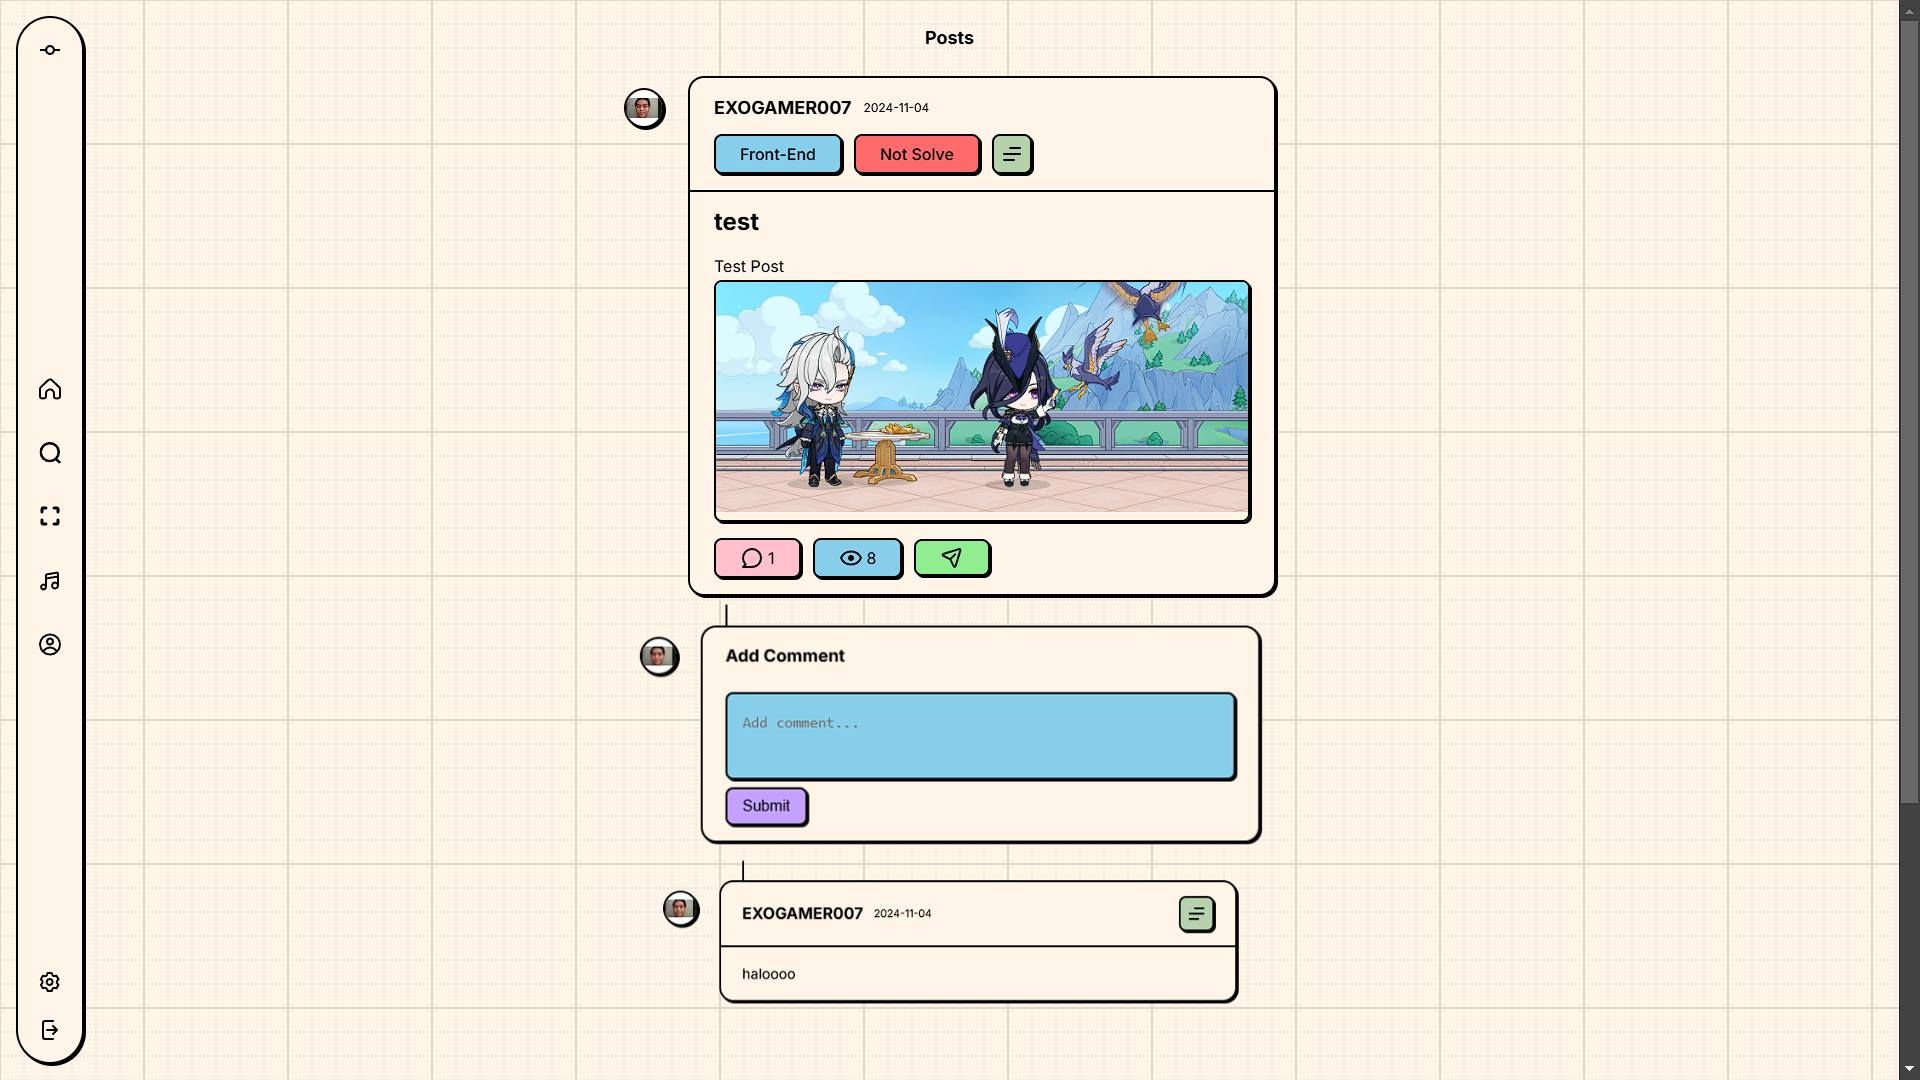 Posts
EXOGAMER007 2024-11-04
Front-End Not Solve
test
Test Post
1 8
Add Comment
Add comment...
Submit
EXOGAMER007 2024-11-04
haloooo